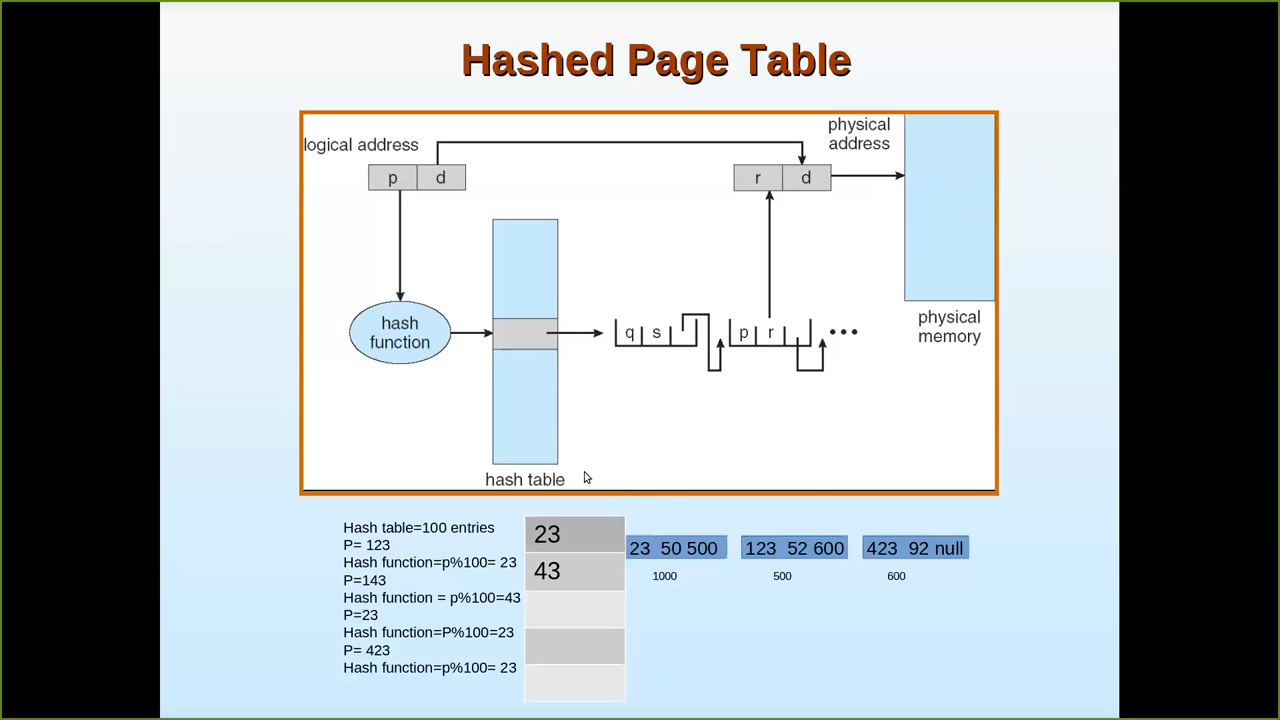 Hashed Page Table
logical address
physical
address
p d
r d
hash
function
q s
p r
physical
memory
hash table
Hash table=100 entries
P= 123
Hash function=p%100= 23
P=143
Hash function = p%100=43
P=23
Hash function=P%100=23
P= 423
Hash function=p%100= 23
23
43
23 50 500
123 52 600
423 92 null
1000
500
600